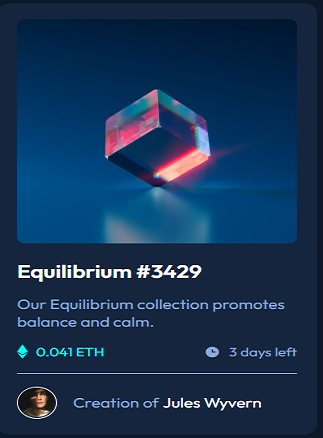 Equilibrium #3429
Our Equilibrium collection promotes
balance and calm.
0.041 ETH
3 days left
Creation of Jules Wyvern